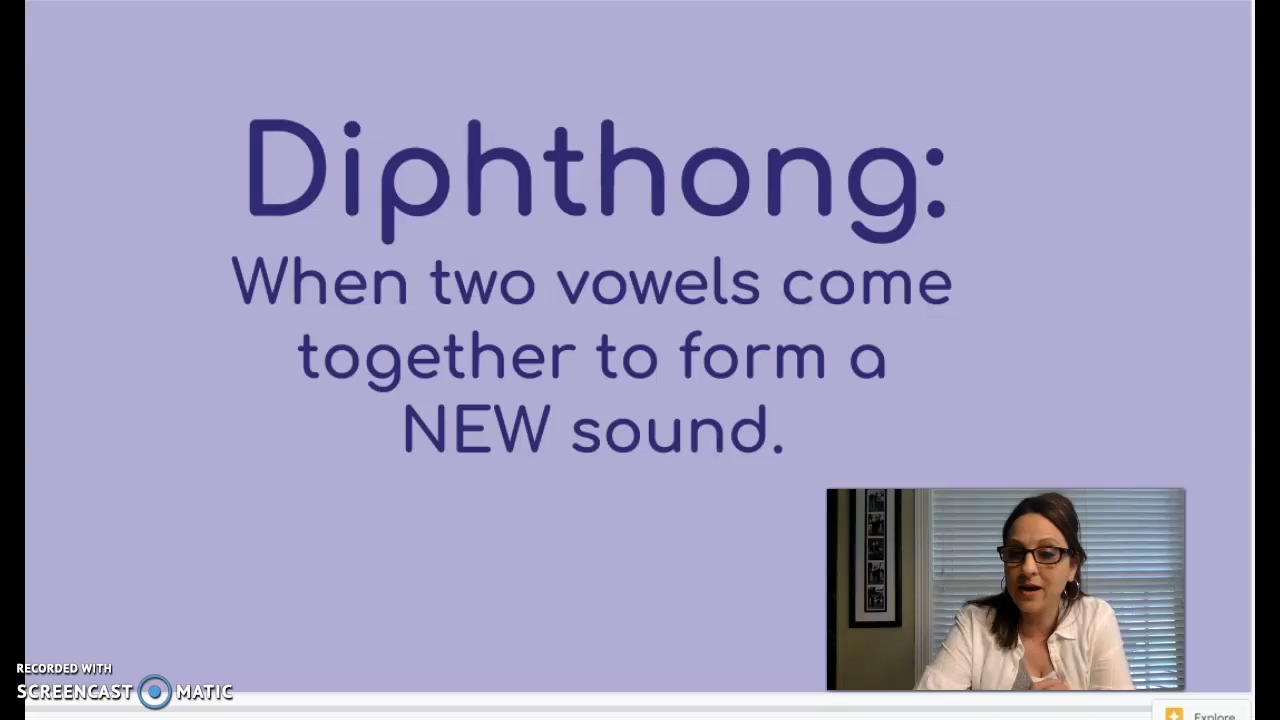 Diphthong:
When two vowels come
together to form a
NEW sound.
RECORDED WITH
SCREENCAST MATIC
Explore